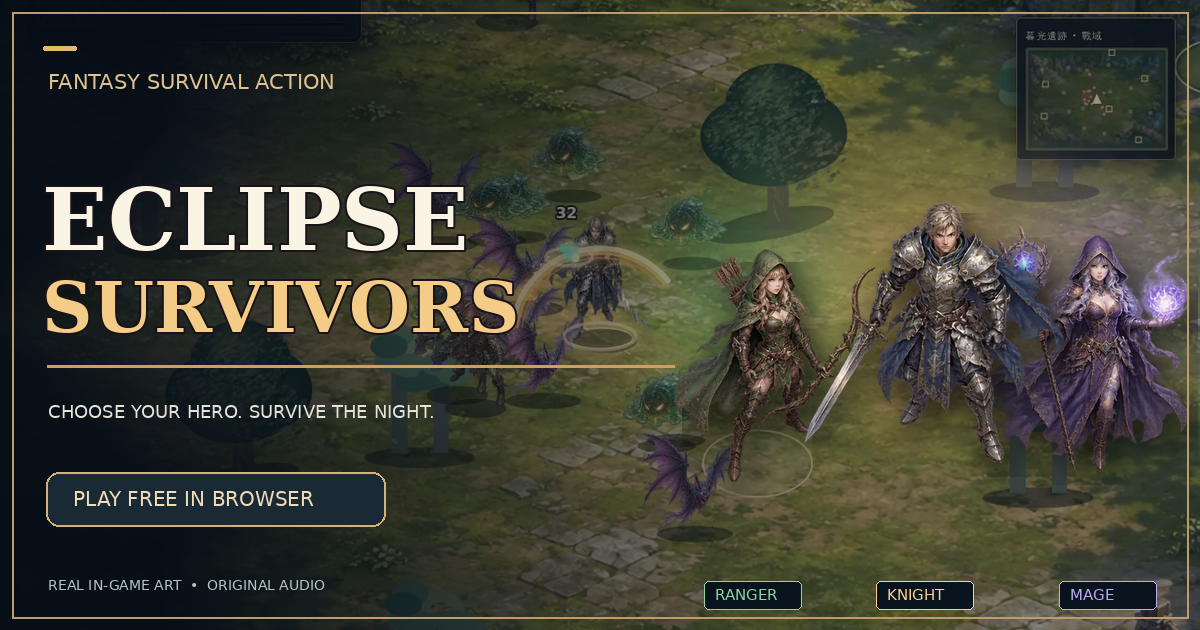 暮光遺跡 • 戰域
FANTASY SURVIVAL ACTION
ECLIPSE
SURVIVORS
32
CHOOSE YOUR HERO. SURVIVE THE NIGHT.
PLAY FREE IN BROWSER
REAL IN-GAME ART • ORIGINAL AUDIO
RANGER
KNIGHT
MAGE